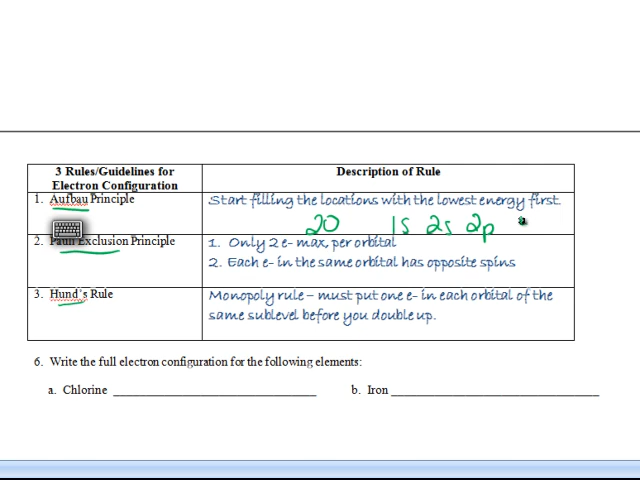 3 Rules/Guidelines for Electron Configuration
Description of Rule
1. Aufbau Principle
Start filling the locations with the lowest energy first.
20 1s 2s 2p
2. Pauli Exclusion Principle
1. Only 2 e- max, per orbital
2. Each e- in the same orbital has opposite spins
3. Hund's Rule
Monopoly rule – must put one e- in each orbital of the
same sublevel before you double up.
6. Write the full electron configuration for the following elements:
a. Chlorine
b. Iron